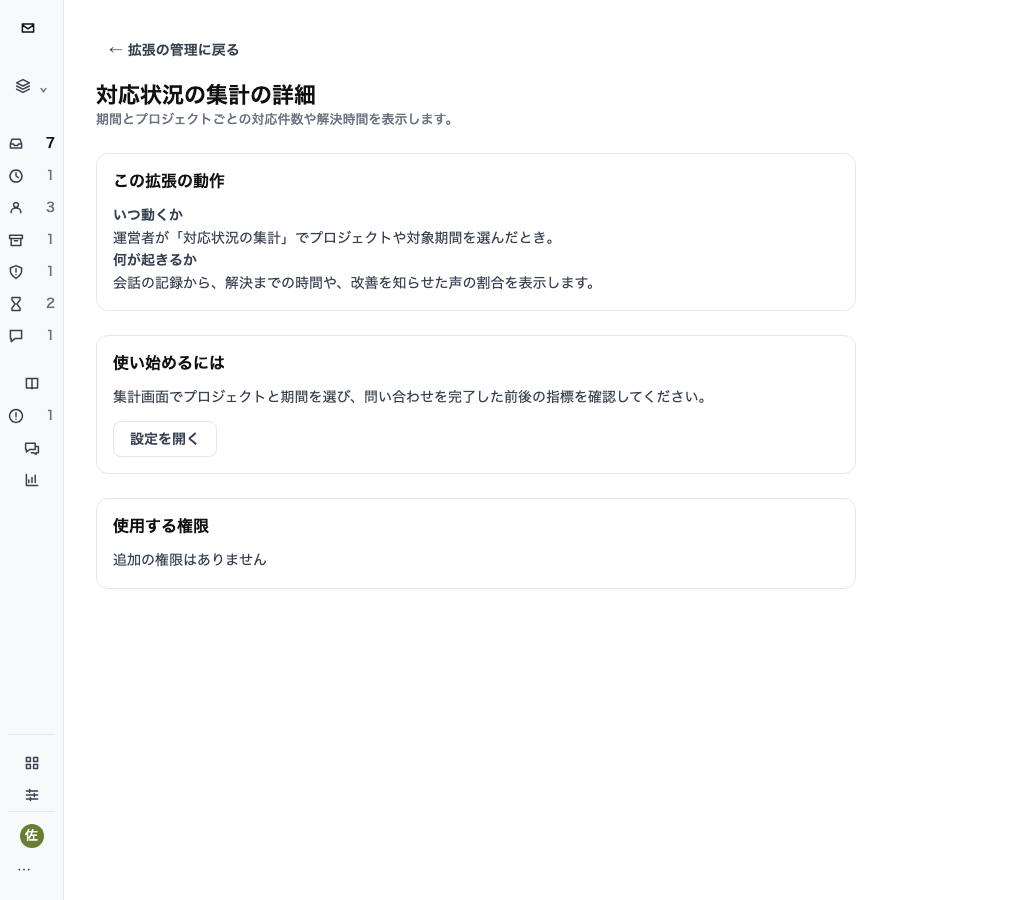 ← 拡張の管理に戻る
対応状況の集計の詳細
期間とプロジェクトごとの対応件数や解決時間を表示します。
この拡張の動作
いつ動くか
運営者が「対応状況の集計」でプロジェクトや対象期間を選んだとき。
何が起きるか
会話の記録から、解決までの時間や、改善を知らせた声の割合を表示します。
使い始めるには
集計画面でプロジェクトと期間を選び、問い合わせを完了した前後の指標を確認してください。
設定を開く
使用する権限
追加の権限はありません
7
1
3
1
1
2
1
1
佐
…